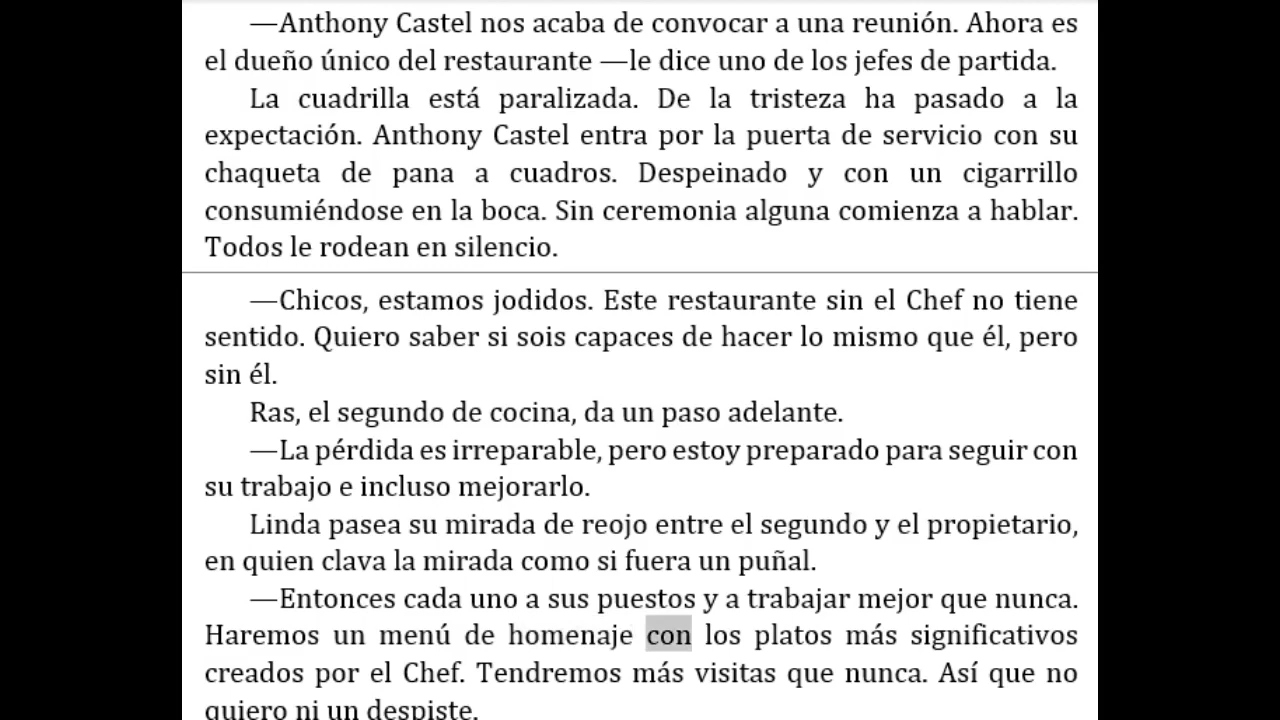 —Anthony Castel nos acaba de convocar a una reunión. Ahora es
el dueño único del restaurante —le dice uno de los jefes de partida.
La cuadrilla está paralizada. De la tristeza ha pasado a la
expectación. Anthony Castel entra por la puerta de servicio con su
chaqueta de pana a cuadros. Despeinado y con un cigarrillo
consumiéndose en la boca. Sin ceremonia alguna comienza a hablar.
Todos le rodean en silencio.
—Chicos, estamos jodidos. Este restaurante sin el Chef no tiene
sentido. Quiero saber si sois capaces de hacer lo mismo que él, pero
sin él.
Ras, el segundo de cocina, da un paso adelante.
—La pérdida es irreparable, pero estoy preparado para seguir con
su trabajo e incluso mejorarlo.
Linda pasea su mirada de reojo entre el segundo y el propietario,
en quien clava la mirada como si fuera un puñal.
—Entonces cada uno a sus puestos y a trabajar mejor que nunca.
Haremos un menú de homenaje con los platos más significativos
creados por el Chef. Tendremos más visitas que nunca. Así que no
quiero ni un despiste.